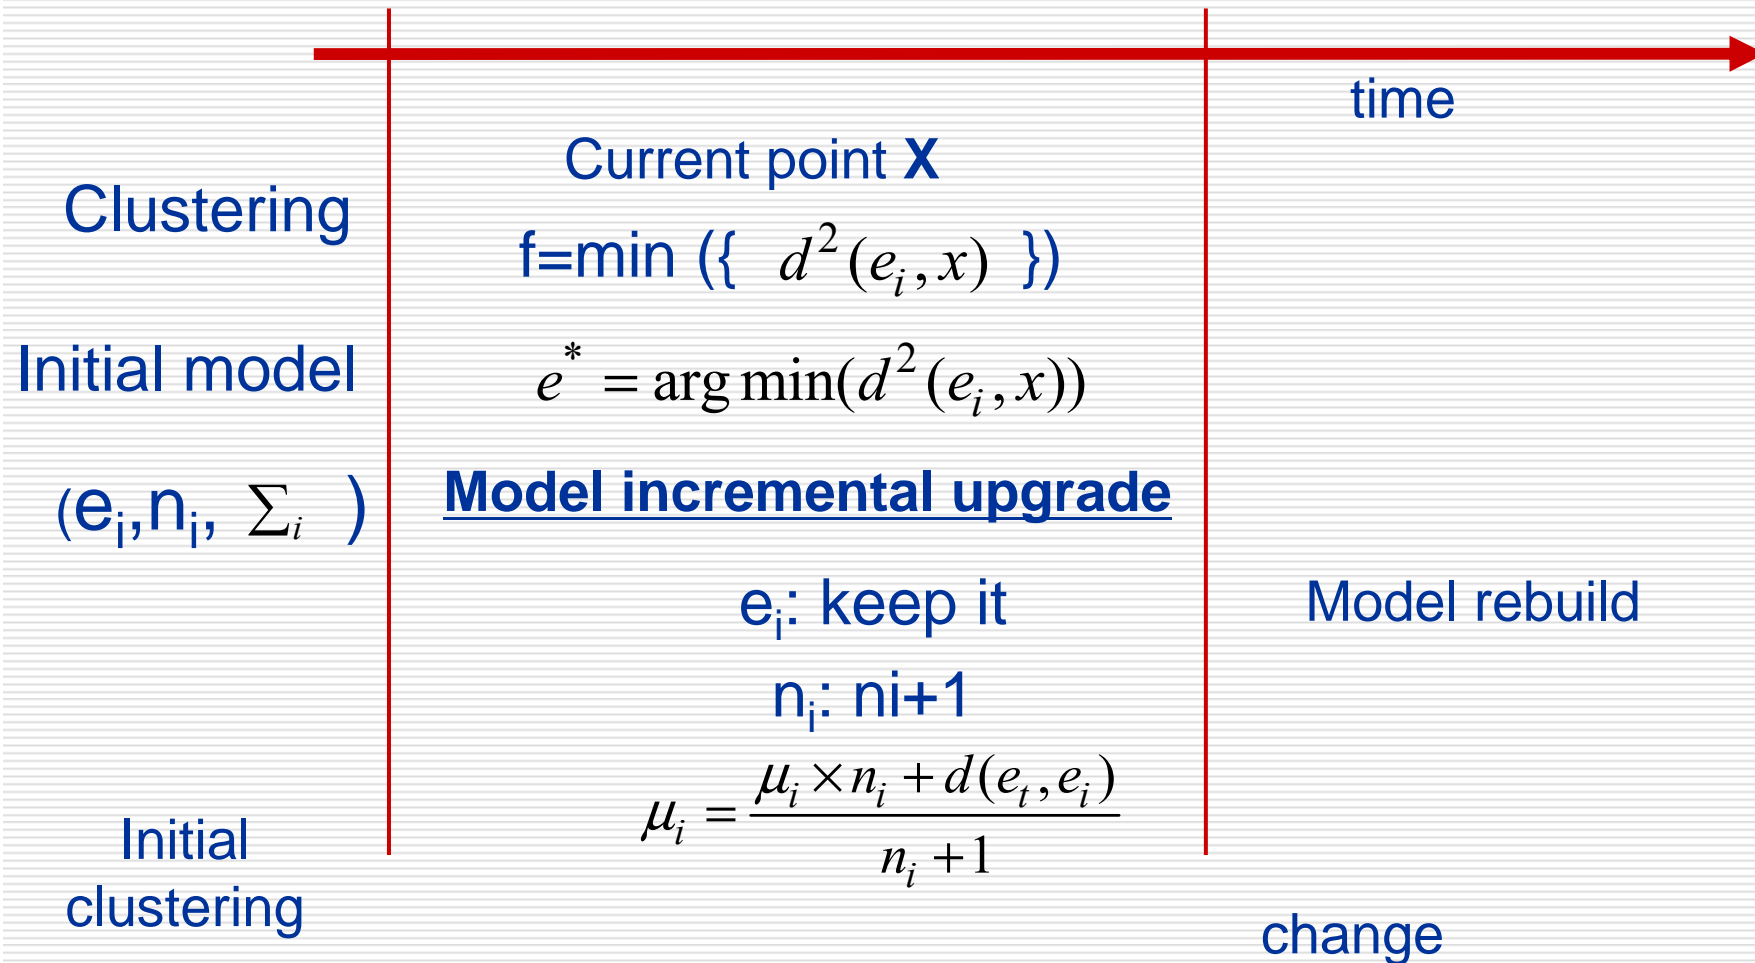 time
Clustering
Initial model
(eᵢ,nᵢ, ∑ᵢ )
Initial
clustering
Current point X
f=min ({ d²(eᵢ,x) })
e* = arg min(d²(eᵢ,x))
Model incremental upgrade
eᵢ: keep it
nᵢ: ni+1
μᵢ = (μᵢ × nᵢ + d(eₜ,eᵢ)) / (nᵢ + 1)
Model rebuild
change